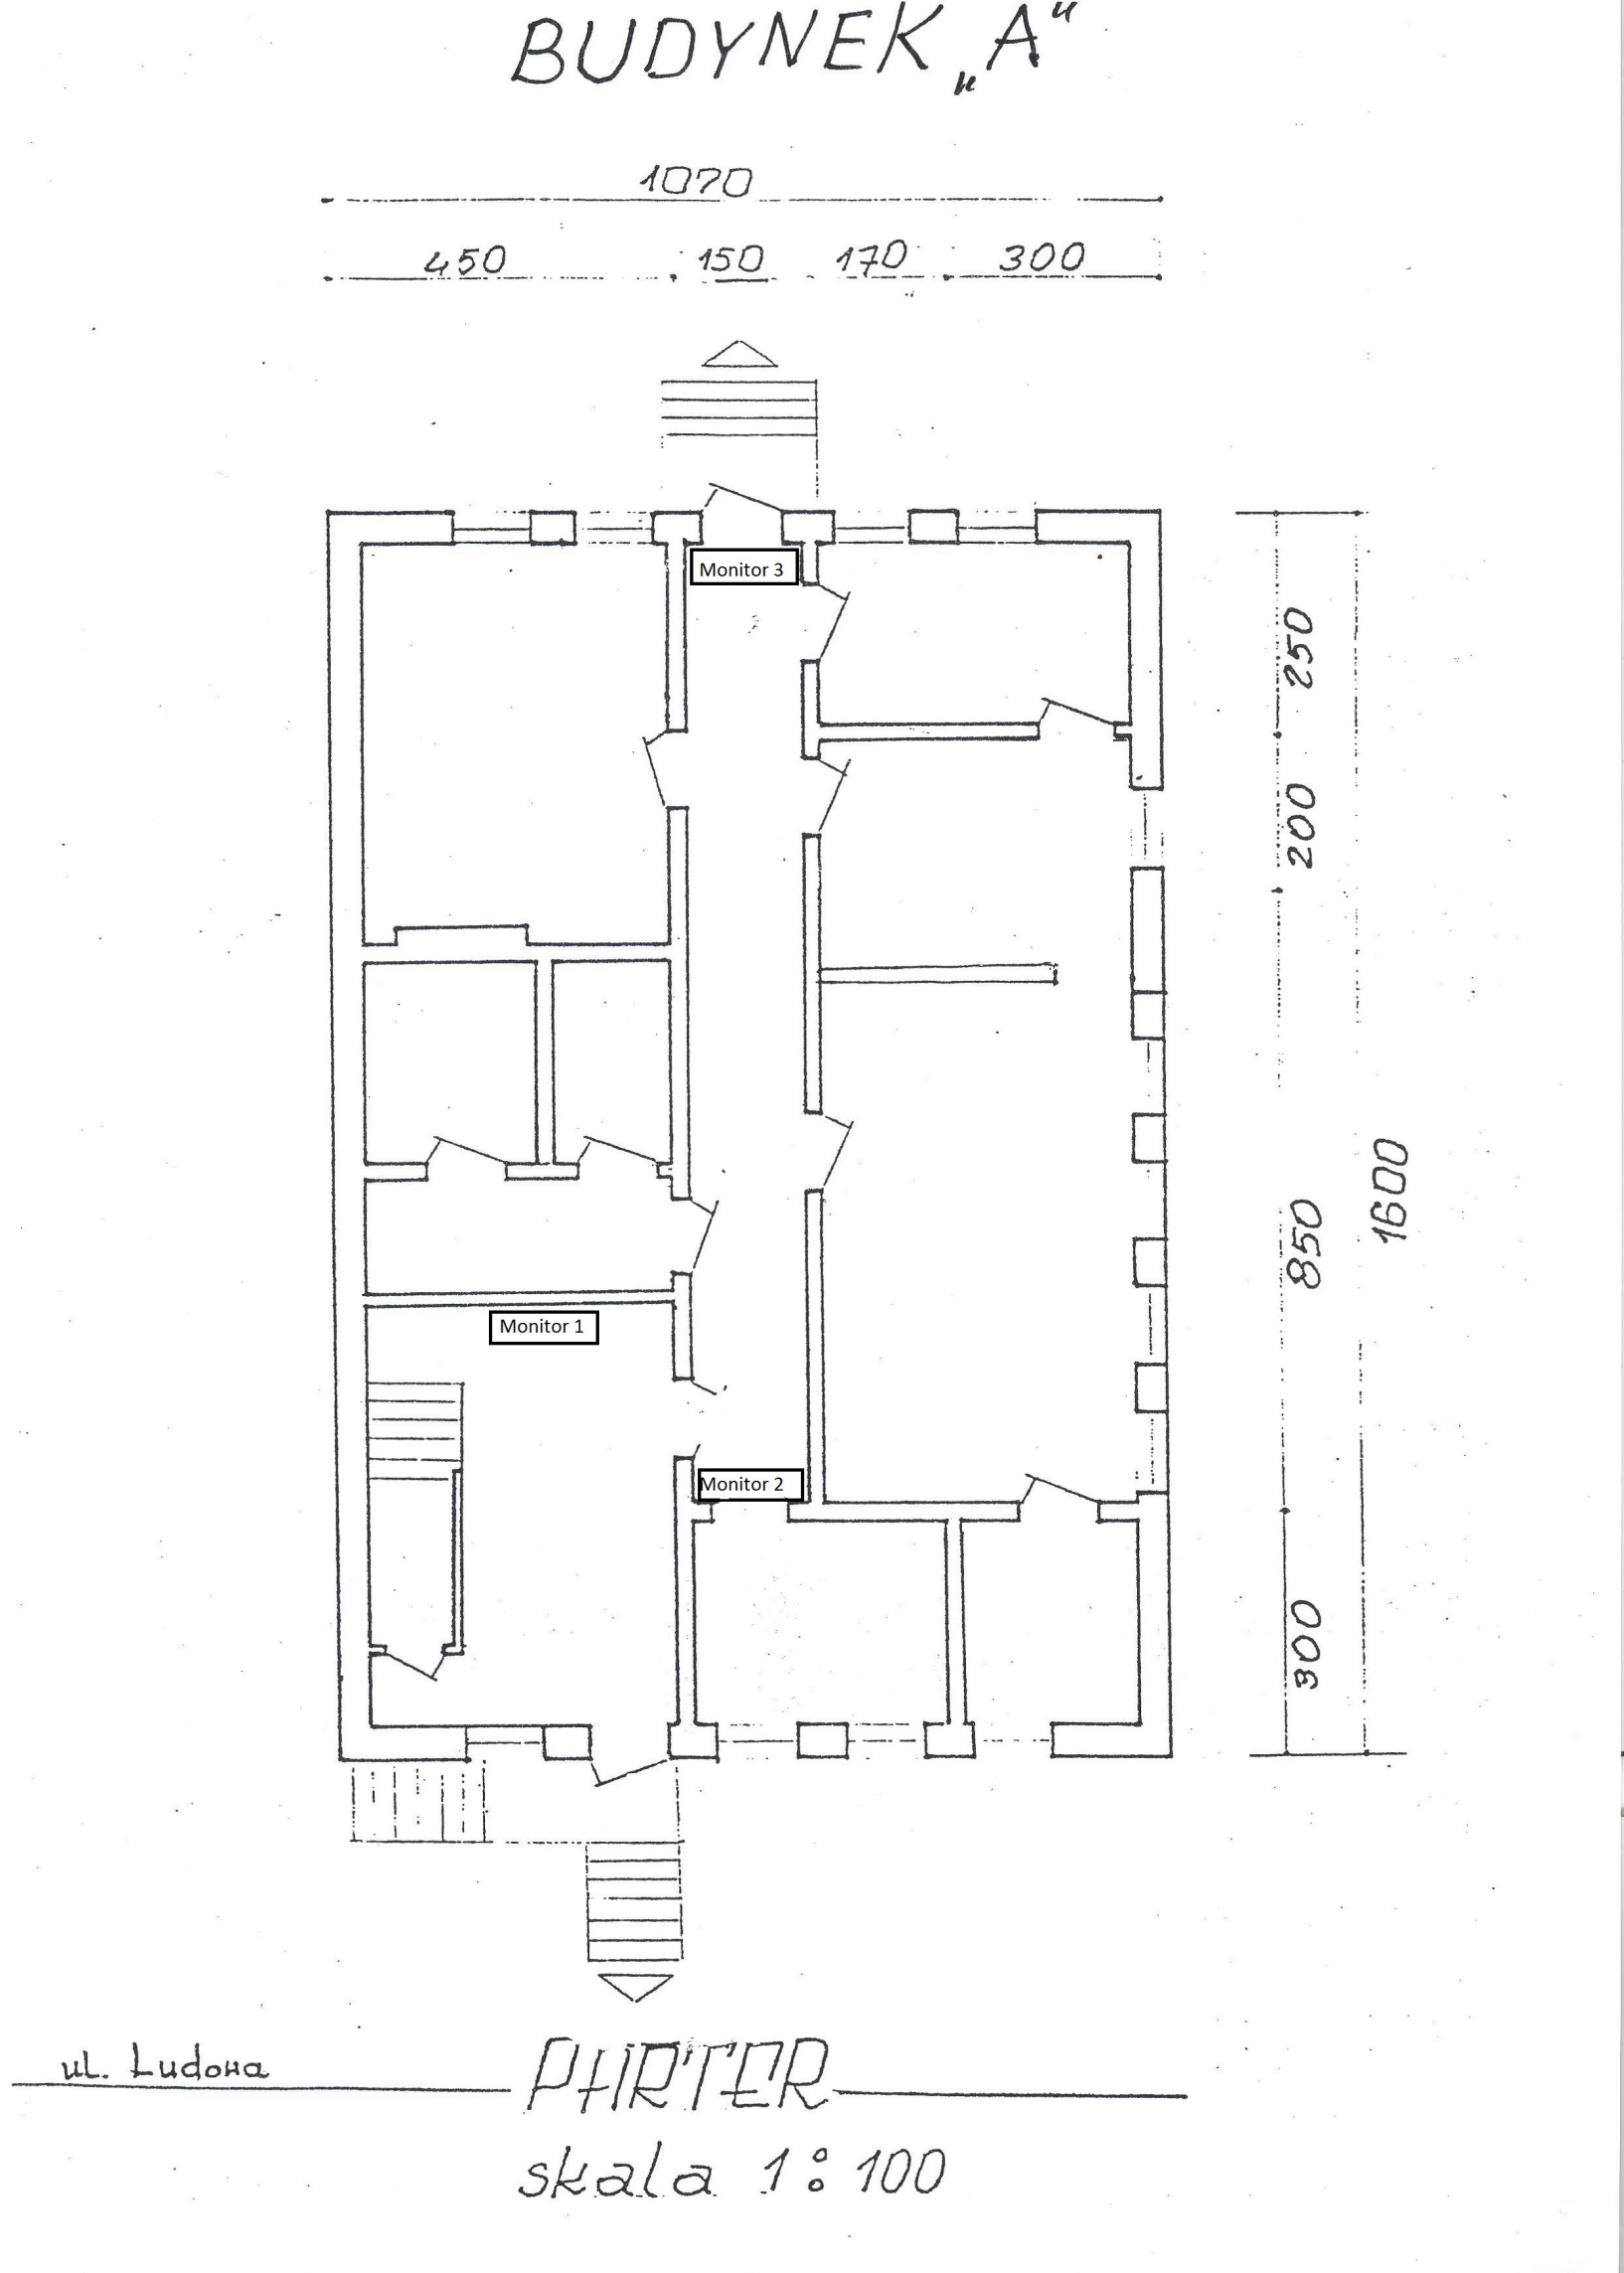 BUDYNEK „A"
1070
450 150 170 300
Monitor 3
250
200
850
1600
Monitor 1
Monitor 2
300
ul. Ludowa
PARTER
skala 1:100